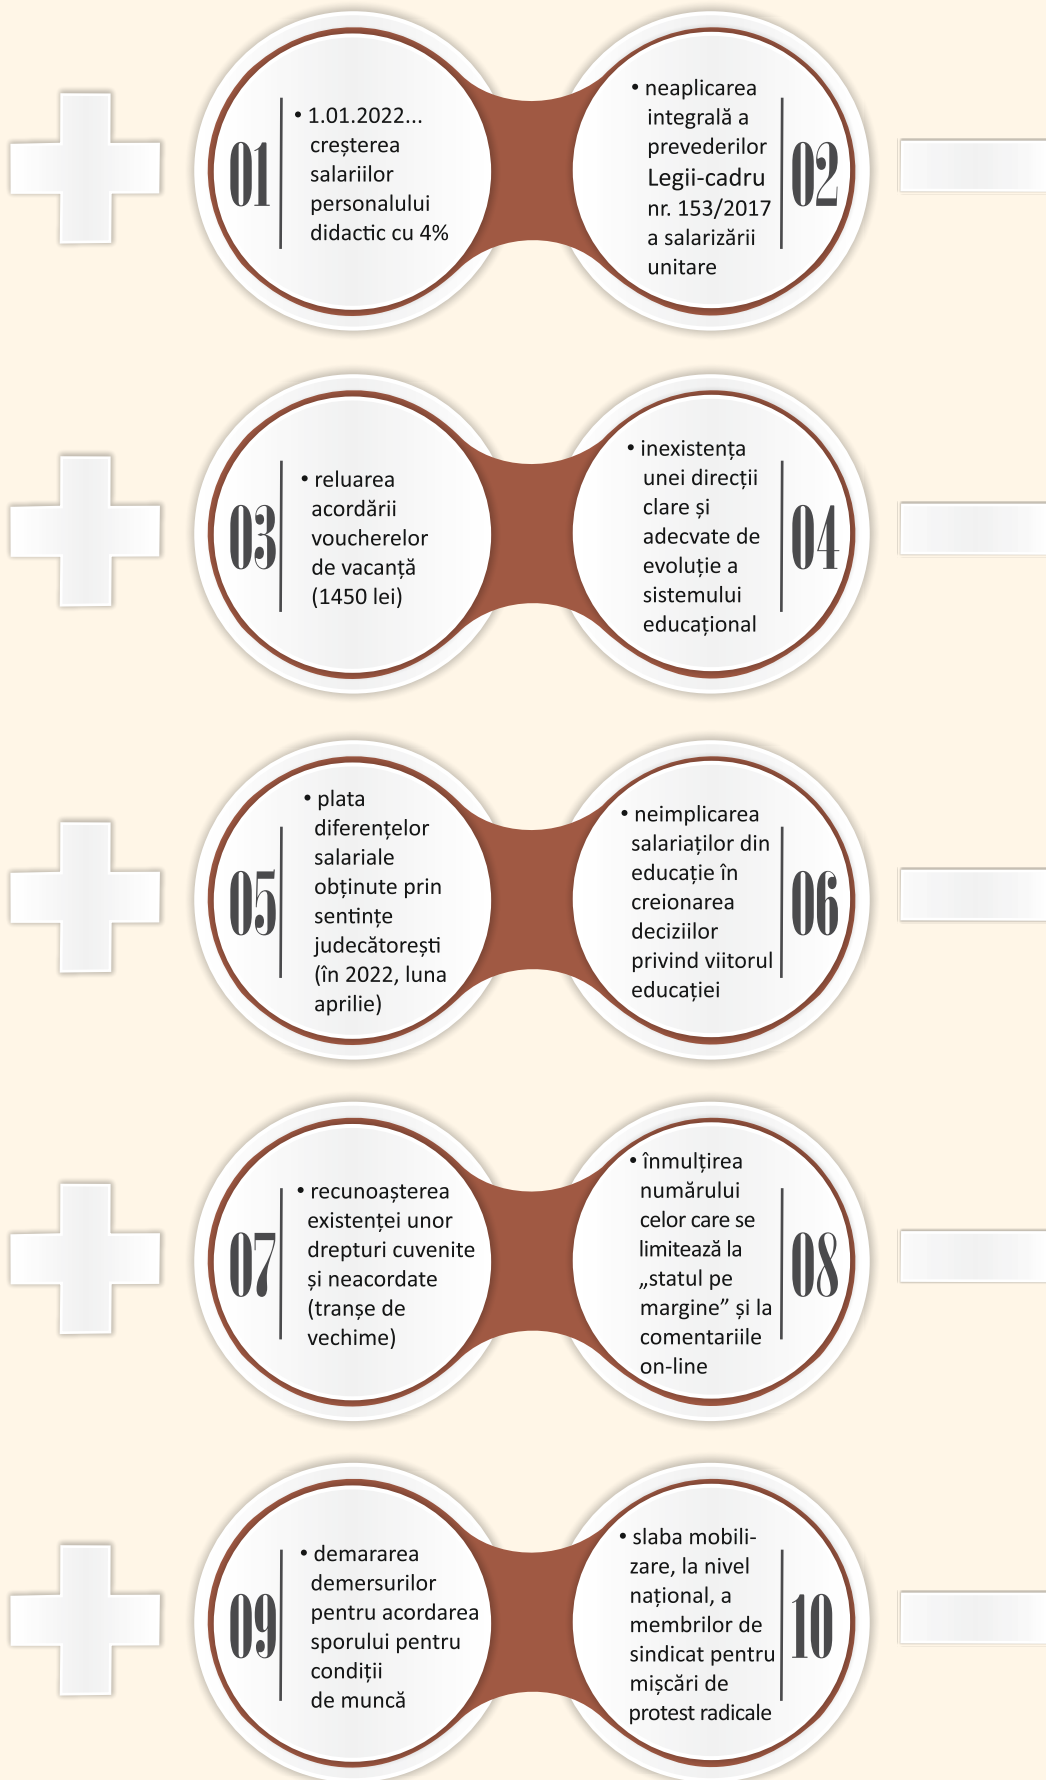 01
• 1.01.2022...
creșterea
salariilor
personalului
didactic cu 4%
• neaplicarea
integrală a
prevederilor
Legii-cadru
nr. 153/2017
a salarizării
unitare
02
03
• reluarea
acordării
voucherelor
de vacanță
(1450 lei)
• inexistența
unei direcții
clare și
adecvate de
evoluție a
sistemului
educațional
04
05
• plata
diferențelor
salariale
obținute prin
sentințe
judecătorești
(în 2022, luna
aprilie)
• neimplicarea
salariaților din
educație în
creionarea
deciziilor
privind viitorul
educației
06
07
• recunoașterea
existenței unor
drepturi cuvenite
și neacordate
(tranșe de
vechime)
• înmulțirea
numărului
celor care se
limitează la
„statul pe
margine” și la
comentariile
on-line
08
09
• demararea
demersurilor
pentru acordarea
sporului pentru
condiții
de muncă
• slaba mobili-
zare, la nivel
național, a
membrilor de
sindicat pentru
mișcări de
protest radicale
10